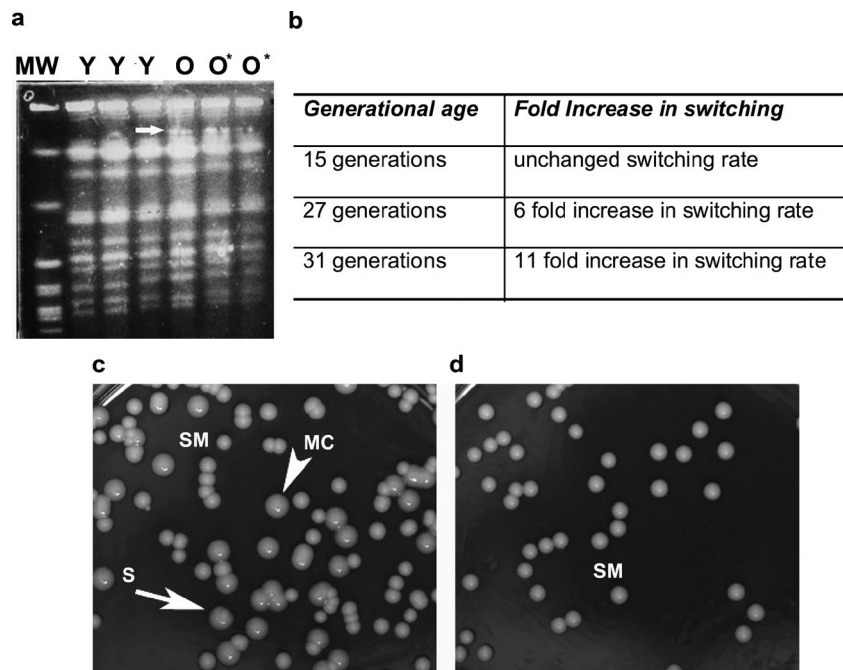 a
MW Y Y Y O O* O*
b
Generational age Fold Increase in switching
15 generations unchanged switching rate
27 generations 6 fold increase in switching rate
31 generations 11 fold increase in switching rate
c
SM MC
S
d
SM